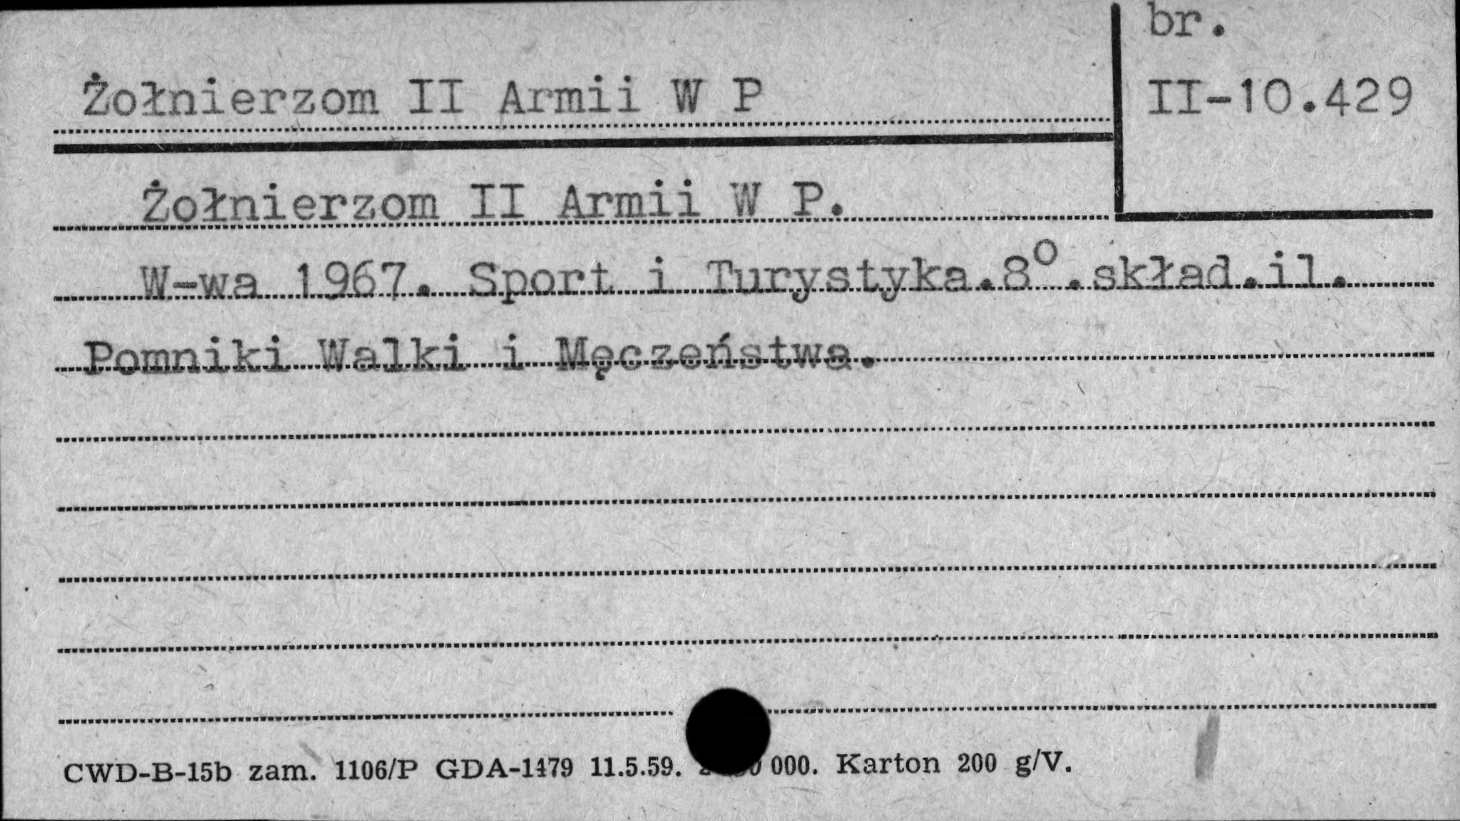 br.
Żołnierzom II Armii W P
II-10.429
Żołnierzom II Armii W P.
W-wa 1967. Sport i Turystyka.8⁰.skład.il.
Pomniki Walki i Męczeństwa.
CWD-B-15b zam. 1106/P GDA-1479 11.5.59. 000. Karton 200 g/V.